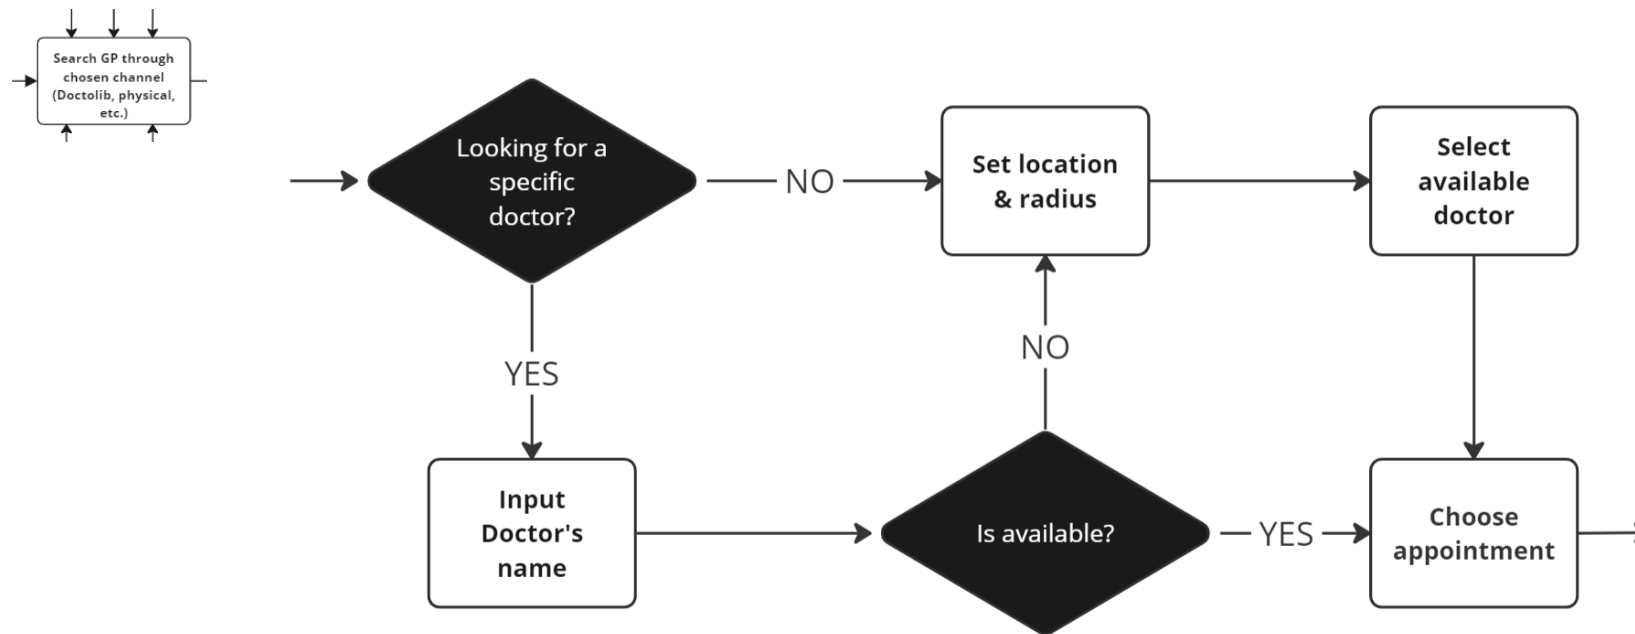 Search GP through
chosen channel
(Doctolib, physical,
etc.)
Looking for a
specific
doctor?
NO
Set location
& radius
Select
available
doctor
YES
NO
Input
Doctor's
name
Is available?
YES
Choose
appointment